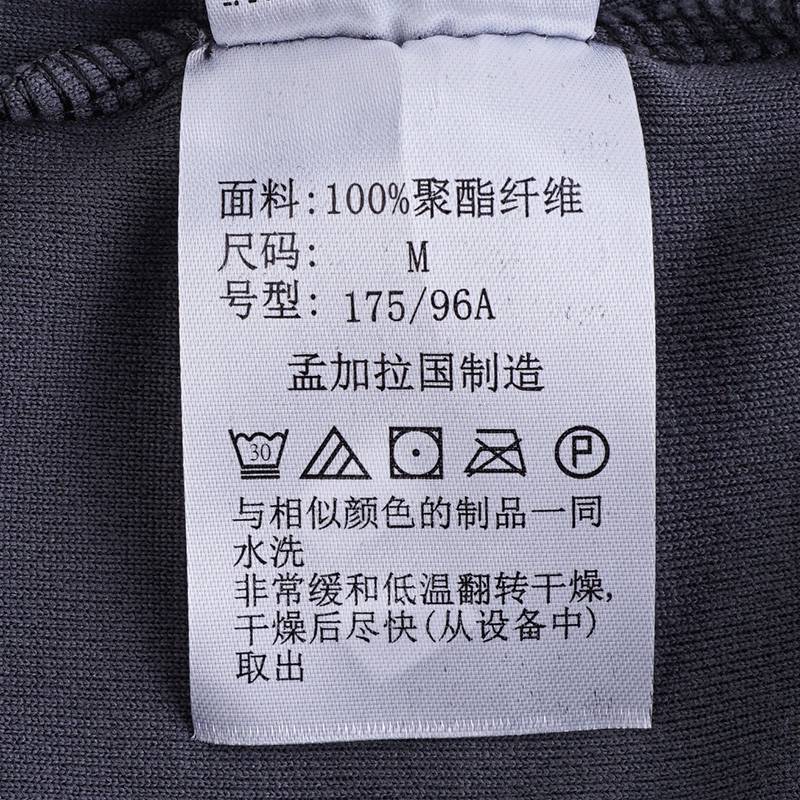 面料:100%聚酯纤维
尺码: M
号型: 175/96A
孟加拉国制造
30 P
与相似颜色的制品一同
水洗
非常缓和低温翻转干燥,
干燥后尽快(从设备中)
取出